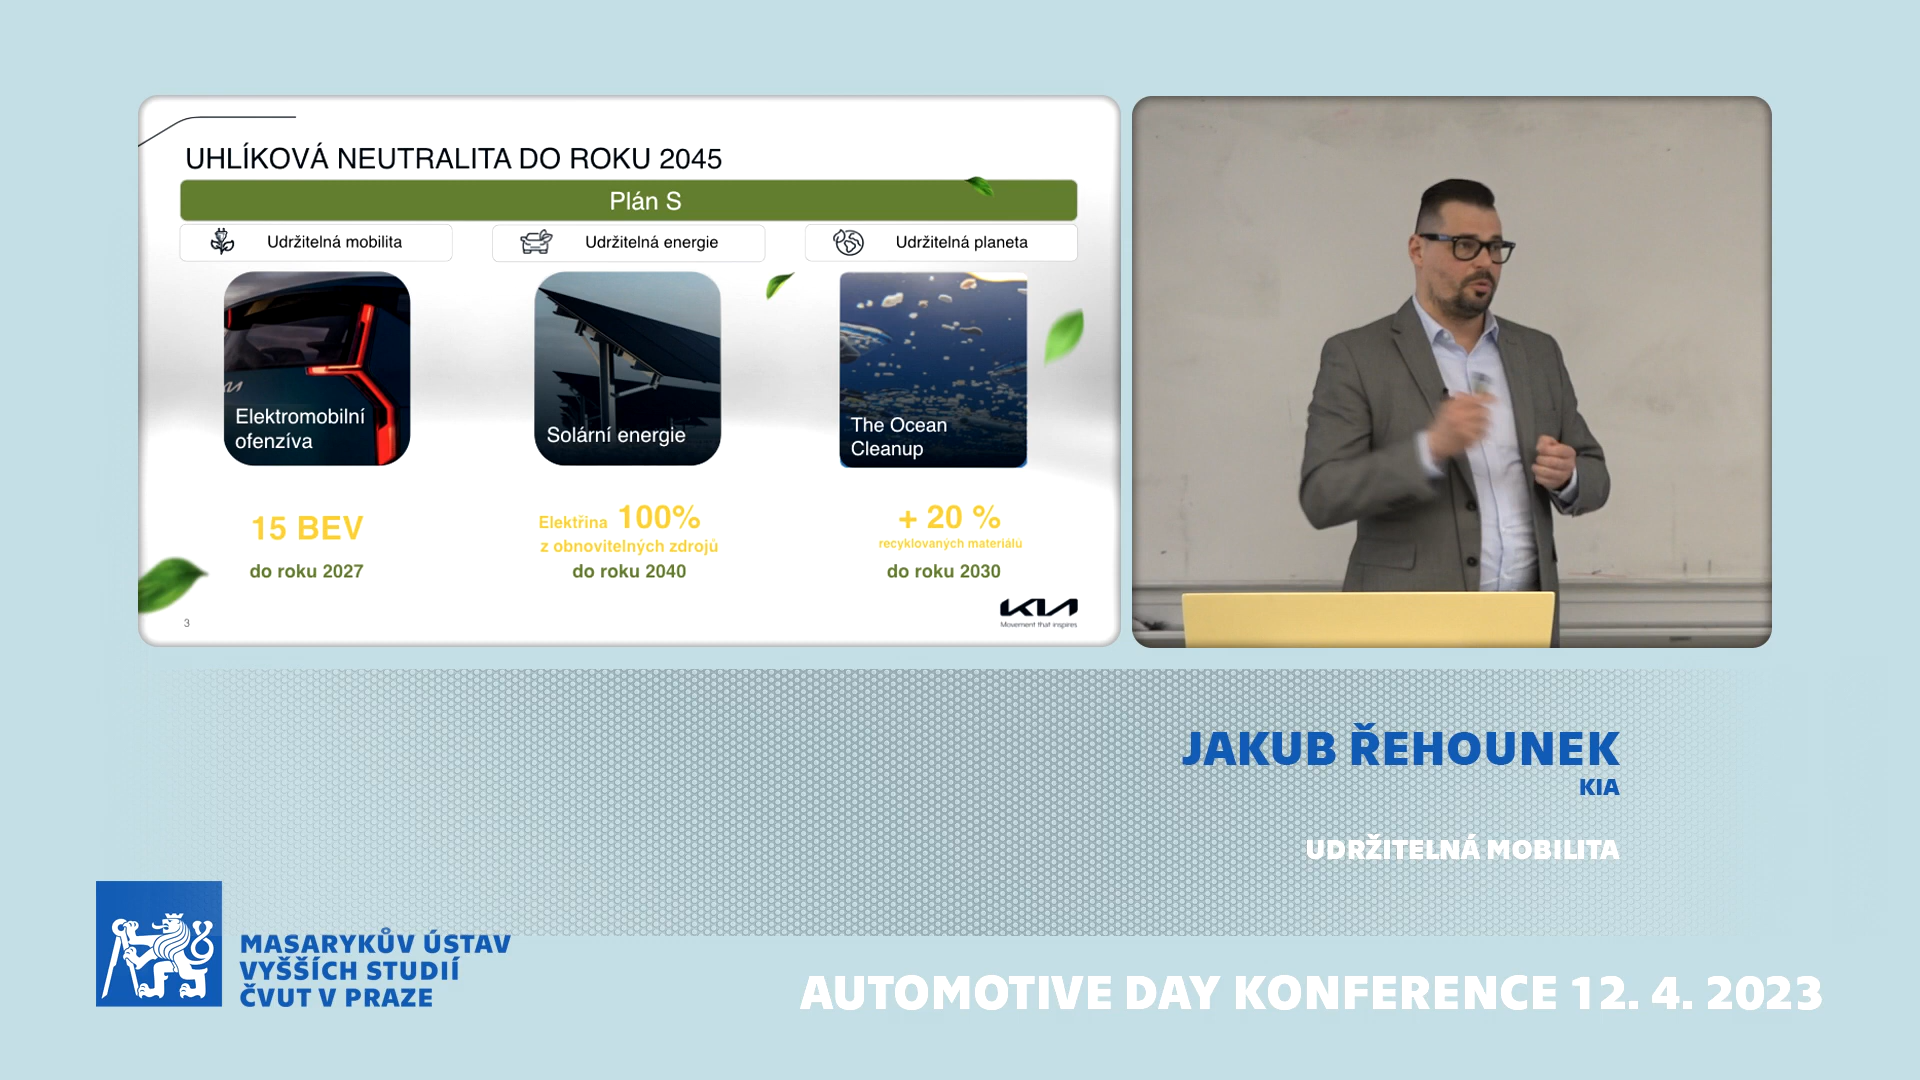 UHLÍKOVÁ NEUTRALITA DO ROKU 2045
Plán S
Udržitelná mobilita
Udržitelná energie
Udržitelná planeta
Elektromobilní
ofenzíva
Solární energie
The Ocean
Cleanup
15 BEV
do roku 2027
Elektřina 100%
z obnovitelných zdrojů
do roku 2040
+ 20 %
recyklovaných materiálů
do roku 2030
KIA
Movement that inspires
3
JAKUB ŘEHOUNEK
KIA
UDRŽITELNÁ MOBILITA
MASARYKŮV ÚSTAV
VYŠŠÍCH STUDIÍ
ČVUT V PRAZE
AUTOMOTIVE DAY KONFERENCE 12. 4. 2023